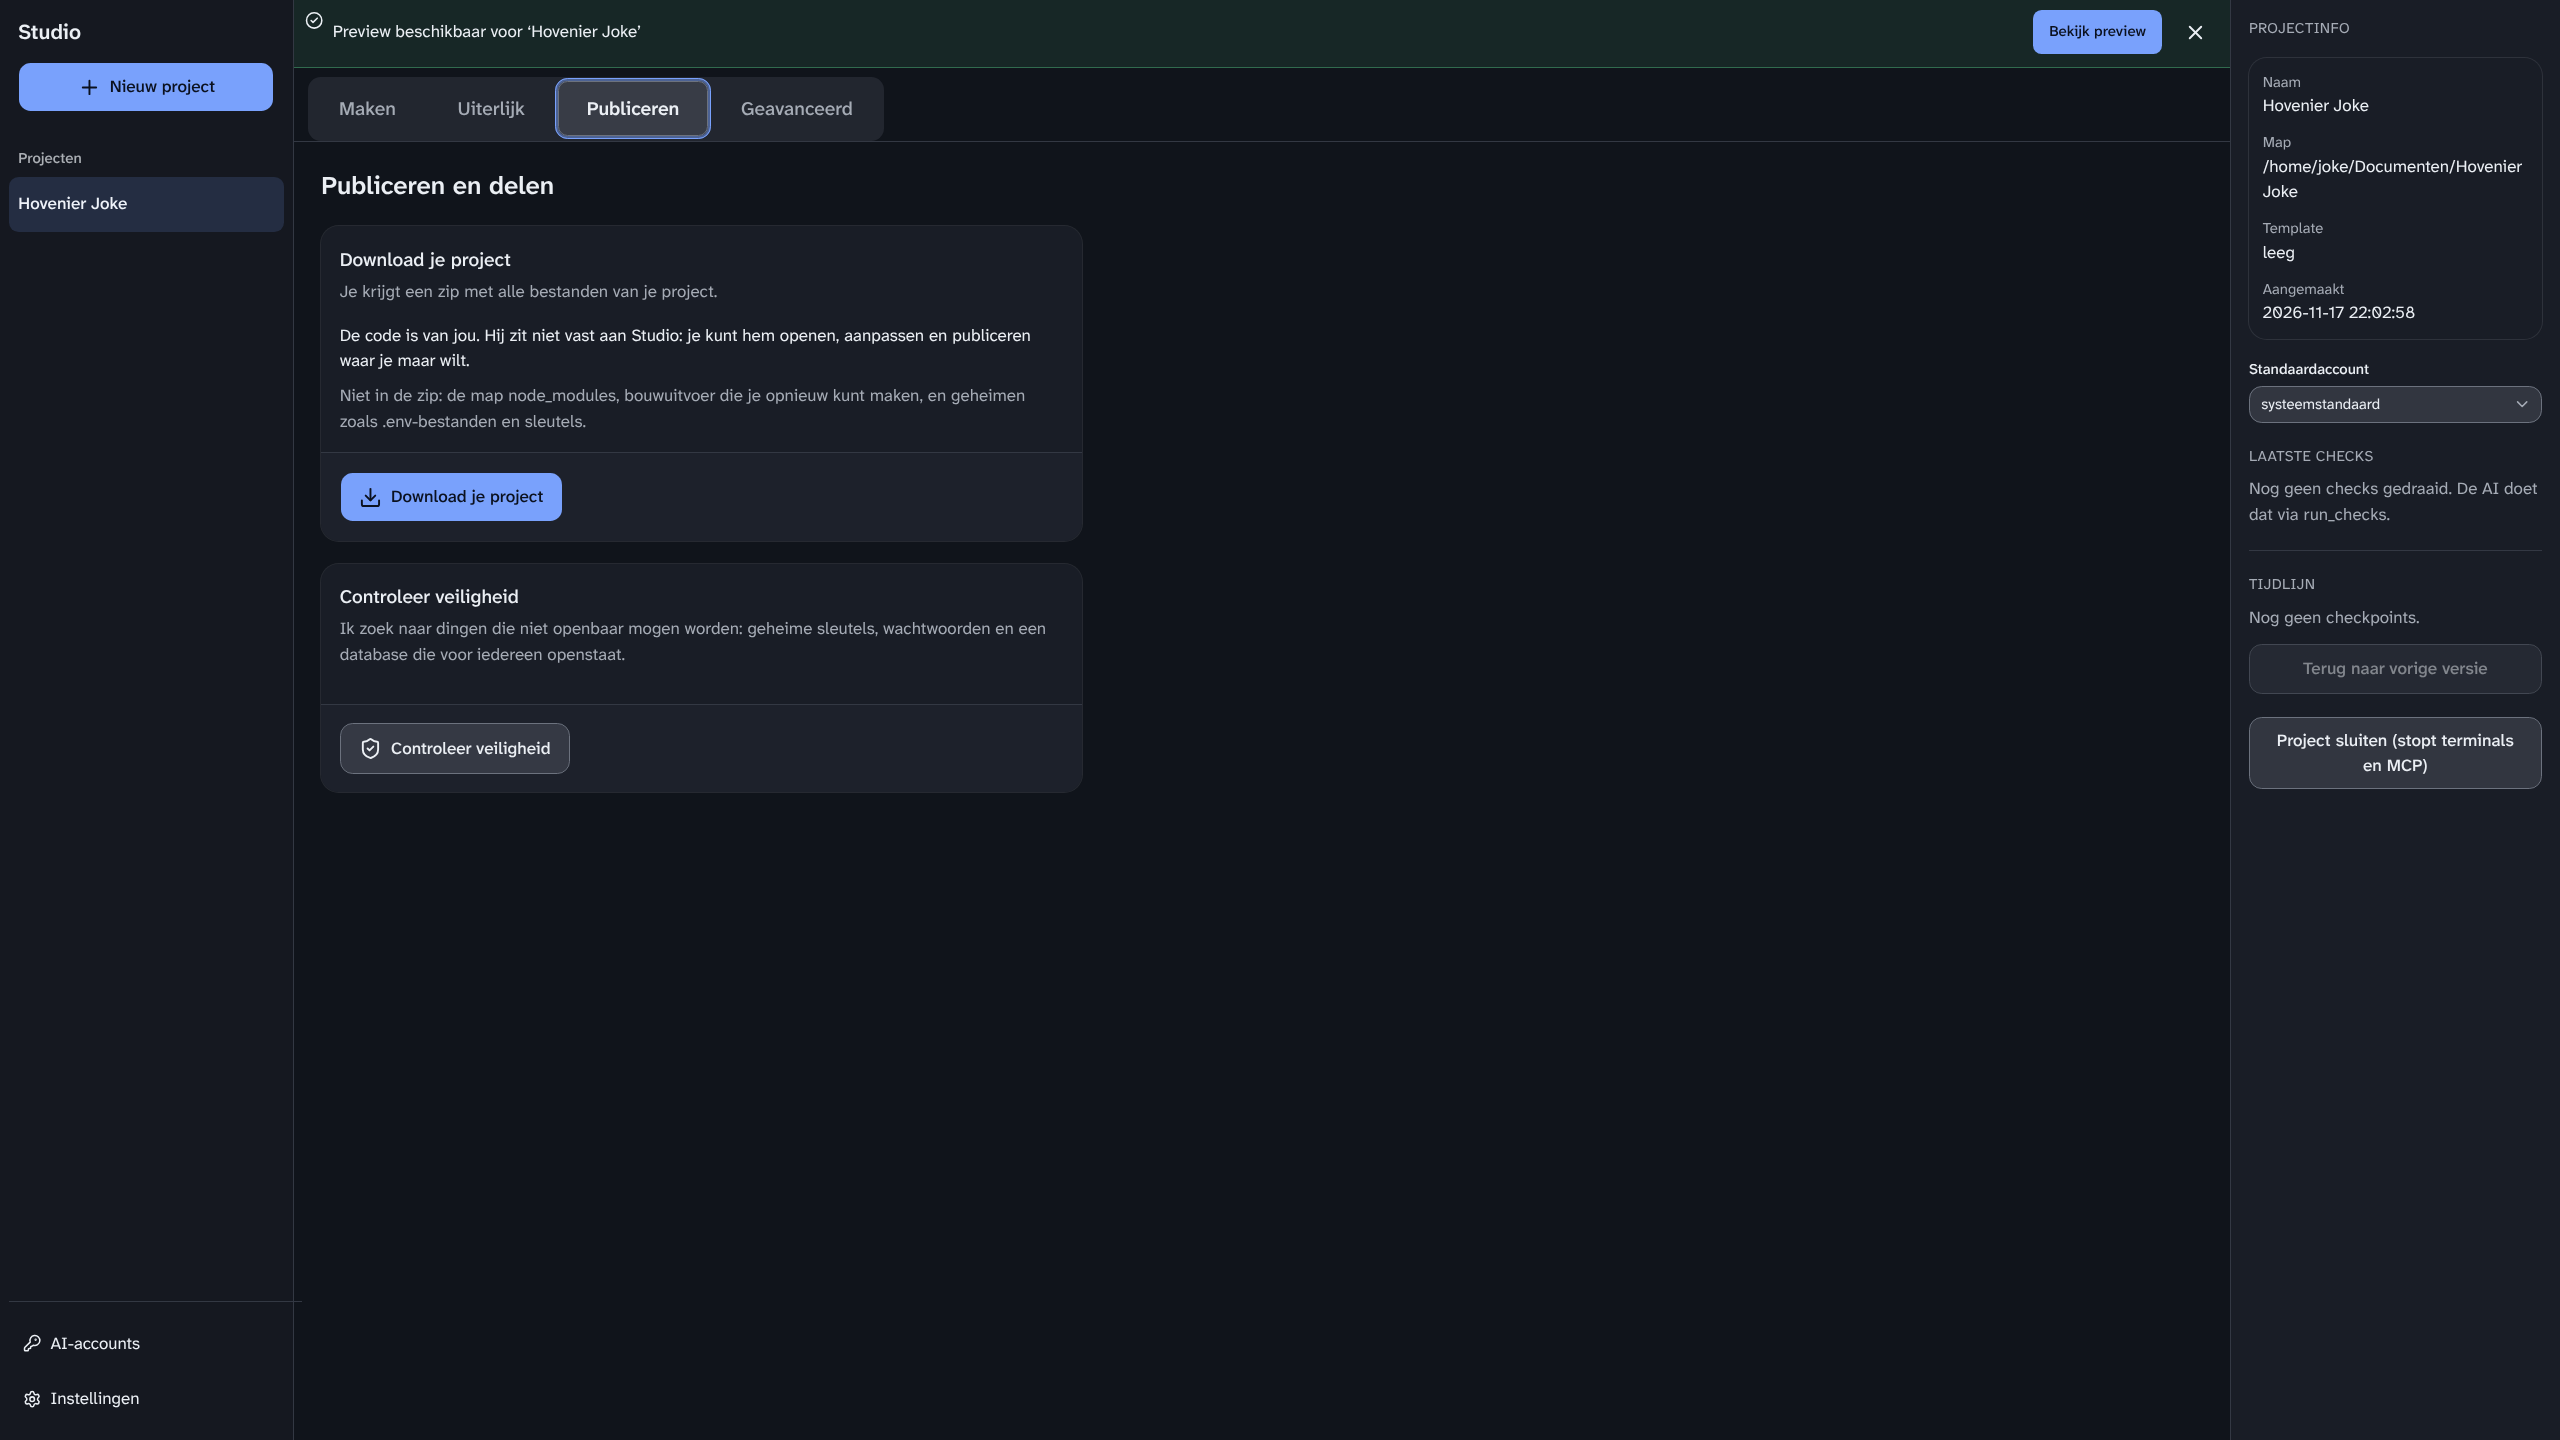 Studio
Nieuw project
Projecten
Hovenier Joke
AI-accounts
Instellingen
Preview beschikbaar voor ‘Hovenier Joke’
Bekijk preview
Maken
Uiterlijk
Publiceren
Geavanceerd
Publiceren en delen
Download je project
Je krijgt een zip met alle bestanden van je project.
De code is van jou. Hij zit niet vast aan Studio: je kunt hem openen, aanpassen en publiceren
waar je maar wilt.
Niet in de zip: de map node_modules, bouwuitvoer die je opnieuw kunt maken, en geheimen
zoals .env-bestanden en sleutels.
Download je project
Controleer veiligheid
Ik zoek naar dingen die niet openbaar mogen worden: geheime sleutels, wachtwoorden en een
database die voor iedereen openstaat.
Controleer veiligheid
PROJECTINFO
Naam
Hovenier Joke
Map
/home/joke/Documenten/Hovenier
Joke
Template
leeg
Aangemaakt
2026-11-17 22:02:58
Standaardaccount
systeemstandaard
LAATSTE CHECKS
Nog geen checks gedraaid. De AI doet
dat via run_checks.
TIJDLIJN
Nog geen checkpoints.
Terug naar vorige versie
Project sluiten (stopt terminals
en MCP)